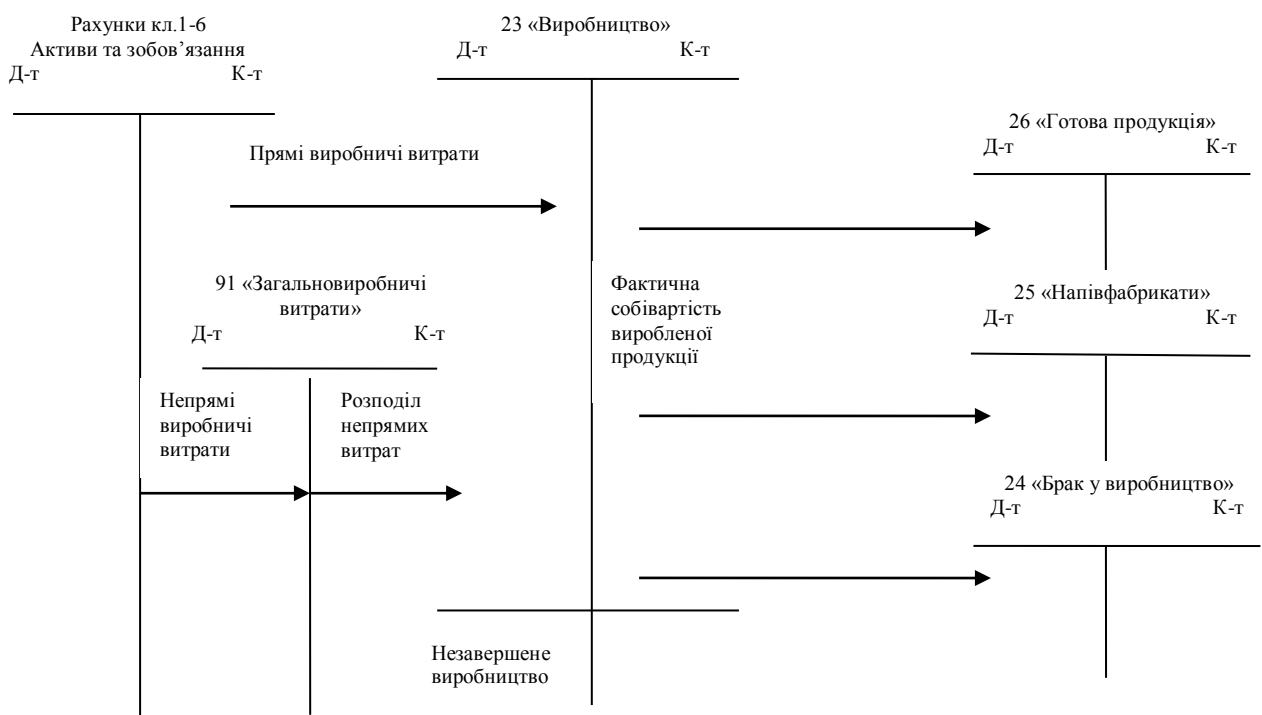 Рахунки кл.1-6
Активи та зобов’язання
Д-т К-т
23 «Виробництво»
Д-т К-т
26 «Готова продукція»
Д-т К-т
Прямі виробничі витрати
91 «Загальновиробничі
витрати»
Д-т К-т
Фактична
собівартість
виробленої
продукції
25 «Напівфабрикати»
Д-т К-т
Непрямі
виробничі
витрати
Розподіл
непрямих
витрат
24 «Брак у виробництво»
Д-т К-т
Незавершене
виробництво